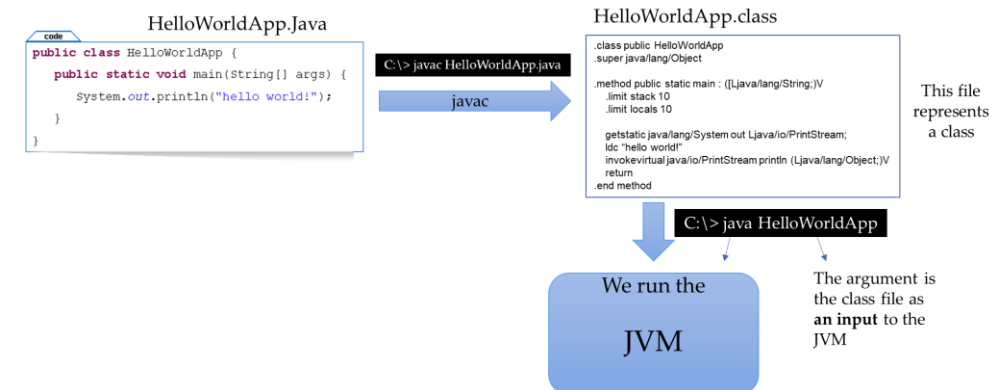 HelloWorldApp.Java
code
public class HelloWorldApp {
public static void main(String[] args) {
System.out.println("hello world!");
}
}
C:\> javac HelloWorldApp.java
javac
HelloWorldApp.class
.class public HelloWorldApp
.super java/lang/Object
.method public static main : ([Ljava/lang/String;)V
.limit stack 10
.limit locals 10
getstatic java/lang/System out Ljava/io/PrintStream;
ldc "hello world!"
invokevirtual java/io/PrintStream println (Ljava/lang/Object;)V
return
.end method
This file
represents
a class
C:\> java HelloWorldApp
We run the
JVM
The argument is
the class file as
an input to the
JVM